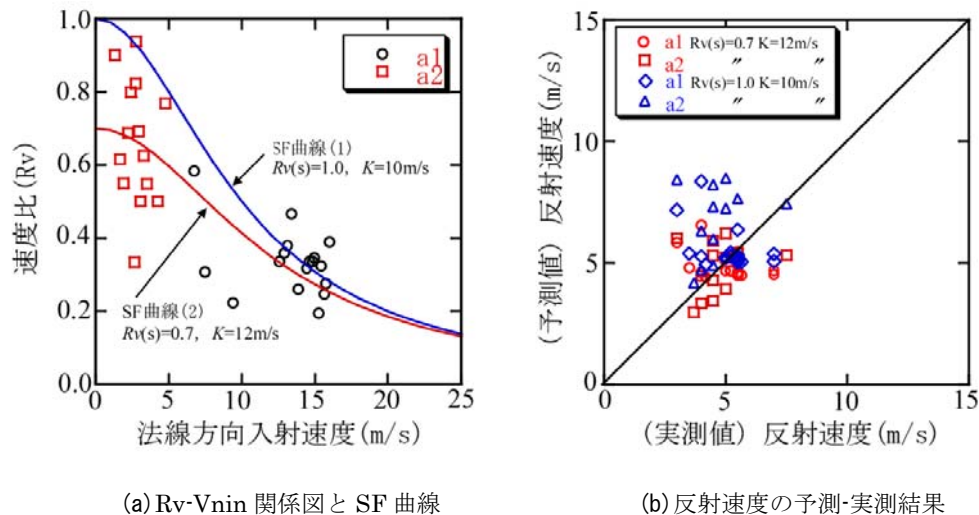 速度比(Rv)
1.0
0.8
0.6
0.4
0.2
0.0
0
5
10
15
20
25
法線方向入射速度(m/s)
a1
a2
SF曲線(1)
Rv(s)=1.0, K=10m/s
SF曲線(2)
Rv(s)=0.7, K=12m/s
(a)Rv-Vnin 関係図と SF 曲線
(予測値) 反射速度(m/s)
15
10
5
0
0
5
10
15
(実測値) 反射速度(m/s)
a1 Rv(s)=0.7 K=12m/s
a2 〃 〃
a1 Rv(s)=1.0 K=10m/s
a2 〃 〃
(b)反射速度の予測-実測結果